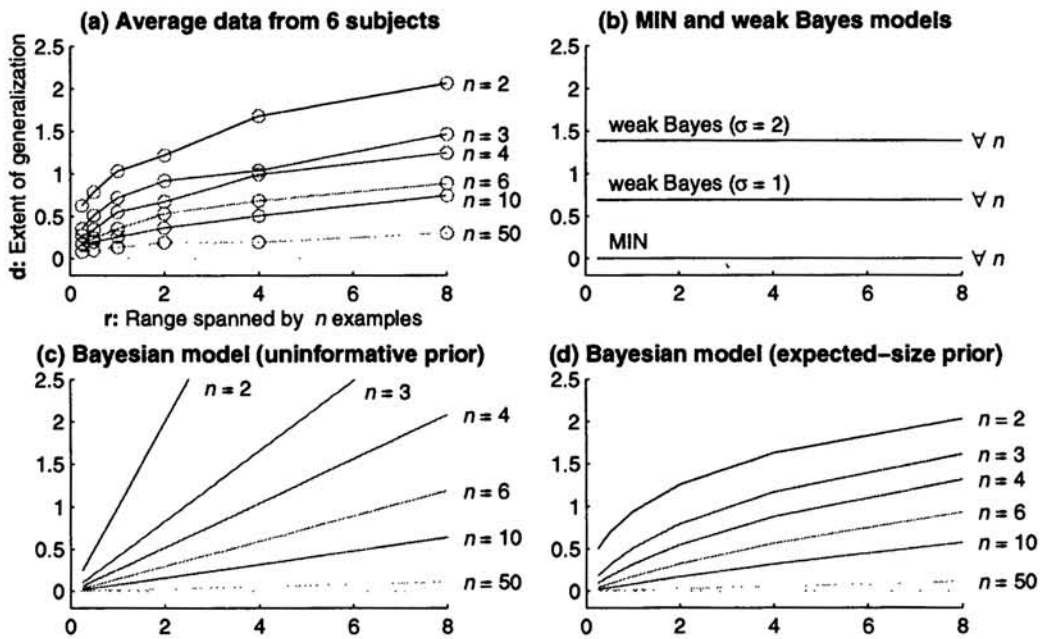 (a) Average data from 6 subjects
2.5
2
1.5
1
0.5
0
d: Extent of generalization
n = 2
n = 3
n = 4
n = 6
n = 10
n = 50
0 2 4 6 8
r: Range spanned by n examples
(b) MIN and weak Bayes models
2.5
2
1.5
1
0.5
0
weak Bayes (σ = 2)
∀ n
weak Bayes (σ = 1)
∀ n
MIN
∀ n
0 2 4 6 8
(c) Bayesian model (uninformative prior)
2.5
2
1.5
1
0.5
0
n = 2
n = 3
n = 4
n = 6
n = 10
n = 50
0 2 4 6 8
(d) Bayesian model (expected–size prior)
2.5
2
1.5
1
0.5
0
n = 2
n = 3
n = 4
n = 6
n = 10
n = 50
0 2 4 6 8